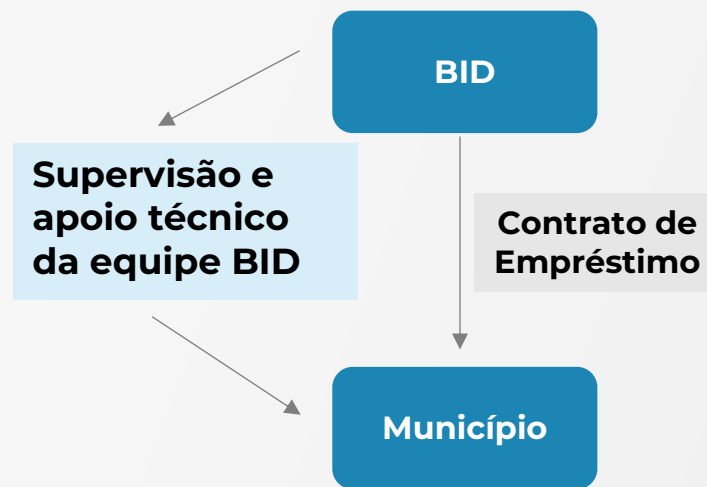 BID
Supervisão e
apoio técnico
da equipe BID
Contrato de
Empréstimo
Município